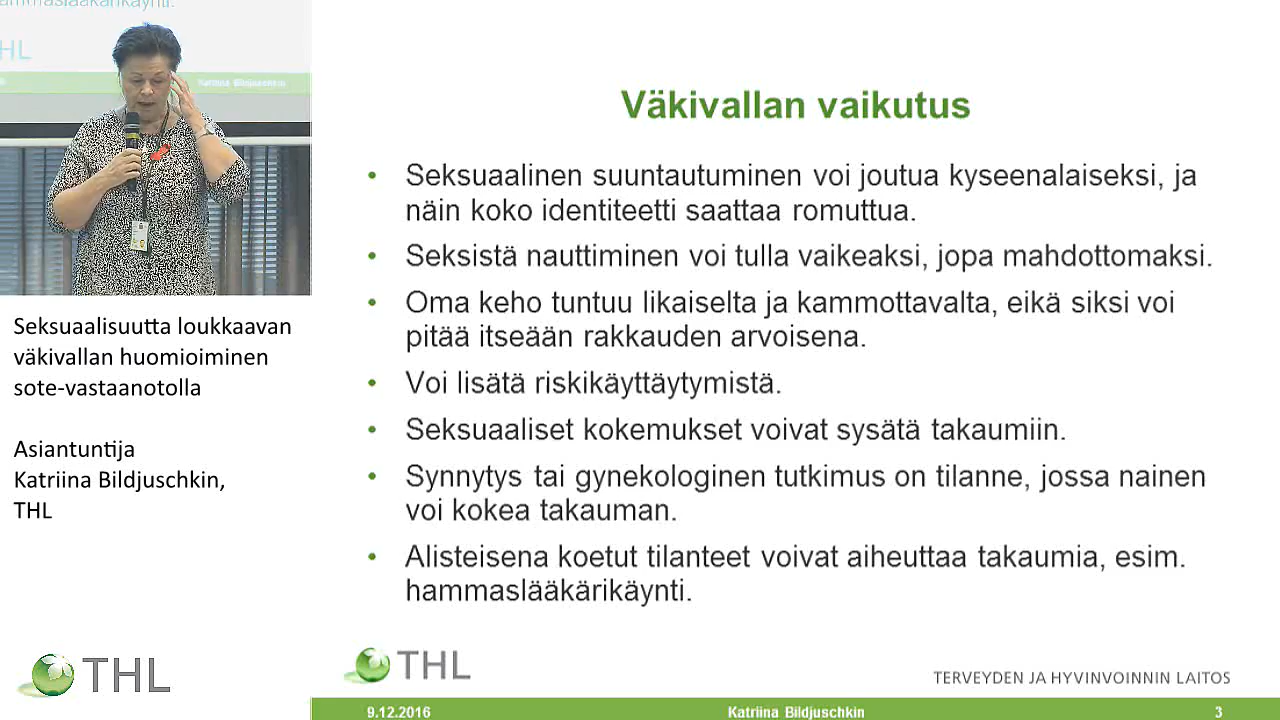 ammaslääkärikäynti.
THL
Katriina Bildjuschkin
Seksuaalisuutta loukkaavan
väkivallan huomioiminen
sote-vastaanotolla
Asiantuntija
Katriina Bildjuschkin,
THL
THL
Väkivallan vaikutus
• Seksuaalinen suuntautuminen voi joutua kyseenalaiseksi, ja
näin koko identiteetti saattaa romuttua.
• Seksistä nauttiminen voi tulla vaikeaksi, jopa mahdottomaksi.
• Oma keho tuntuu likaiselta ja kammottavalta, eikä siksi voi
pitää itseään rakkauden arvoisena.
• Voi lisätä riskikäyttäytymistä.
• Seksuaaliset kokemukset voivat sysätä takaumiin.
• Synnytys tai gynekologinen tutkimus on tilanne, jossa nainen
voi kokea takauman.
• Alisteisena koetut tilanteet voivat aiheuttaa takaumia, esim.
hammaslääkärikäynti.
THL
TERVEYDEN JA HYVINVOINNIN LAITOS
9.12.2016 Katriina Bildjuschkin 3